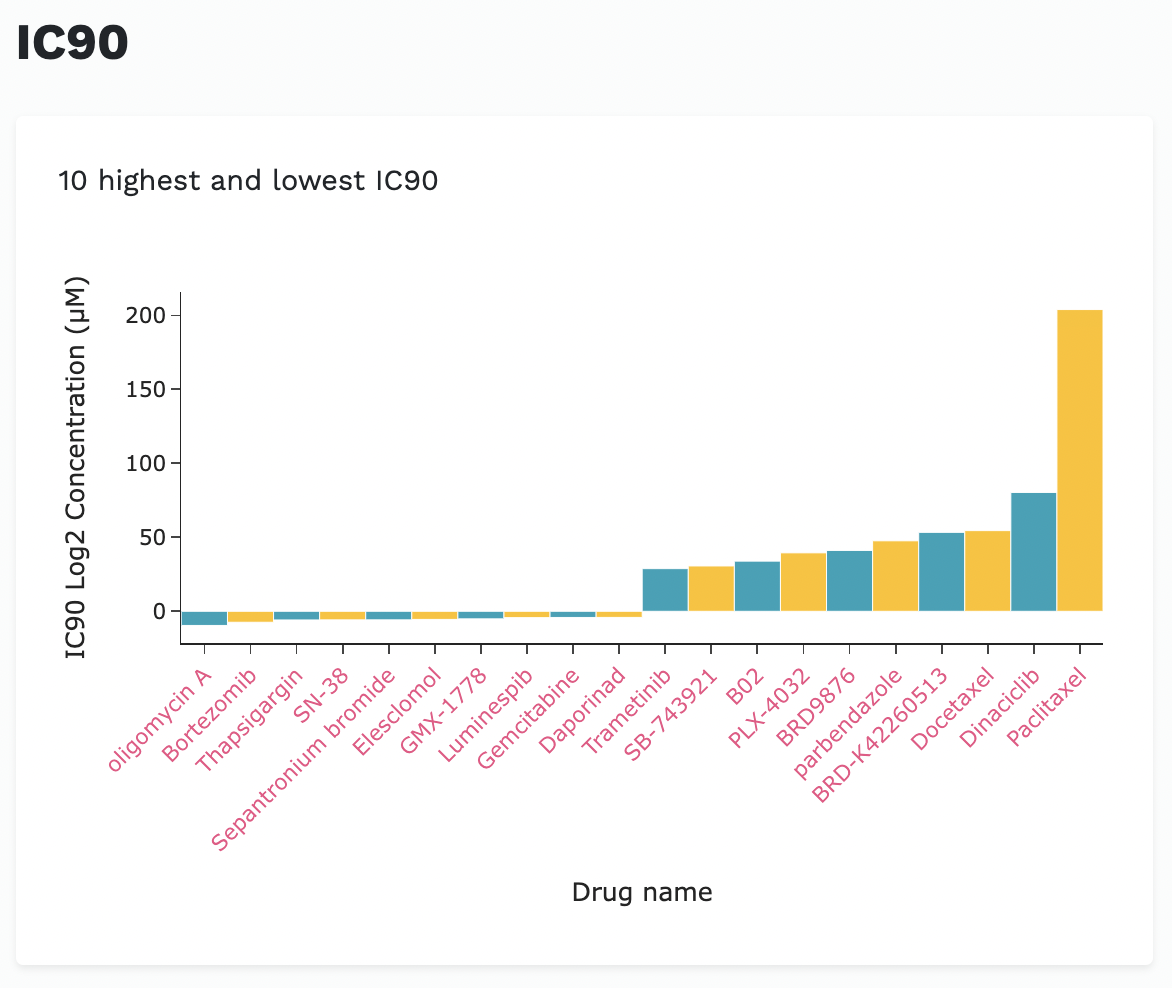 IC90
10 highest and lowest IC90
IC90 Log2 Concentration (µM)
200
150
100
50
0
oligomycin A
Bortezomib
Thapsigargin
SN-38
Sepantronium bromide
Elesclomol
GMX-1778
Luminespib
Gemcitabine
Daporinad
Trametinib
SB-743921
B02
PLX-4032
BRD9876
parbendazole
BRD-K42260513
Docetaxel
Dinaciclib
Paclitaxel
Drug name